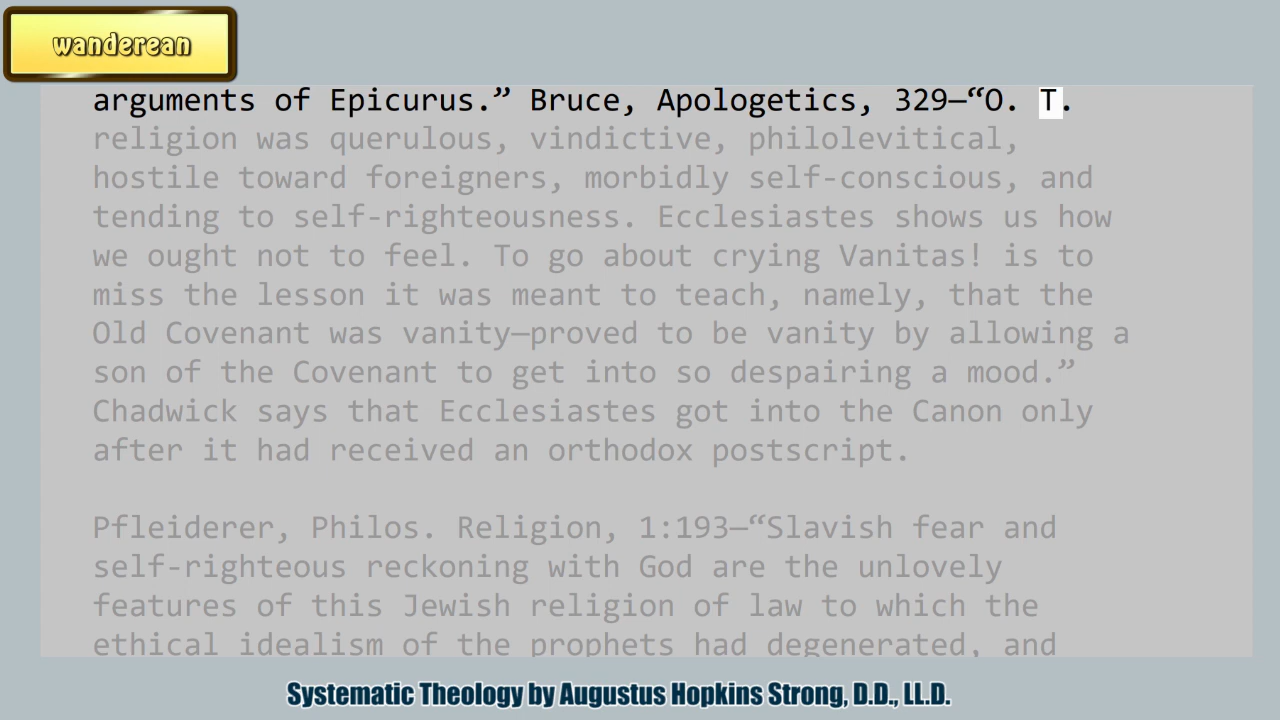 wanderean
arguments of Epicurus.” Bruce, Apologetics, 329—“O. T.
religion was querulous, vindictive, philolevitical,
hostile toward foreigners, morbidly self-conscious, and
tending to self-righteousness. Ecclesiastes shows us how
we ought not to feel. To go about crying Vanitas! is to
miss the lesson it was meant to teach, namely, that the
Old Covenant was vanity—proved to be vanity by allowing a
son of the Covenant to get into so despairing a mood.”
Chadwick says that Ecclesiastes got into the Canon only
after it had received an orthodox postscript.
Pfleiderer, Philos. Religion, 1:193—“Slavish fear and
self-righteous reckoning with God are the unlovely
features of this Jewish religion of law to which the
ethical idealism of the prophets had degenerated, and
Systematic Theology by Augustus Hopkins Strong, D.D., LL.D.